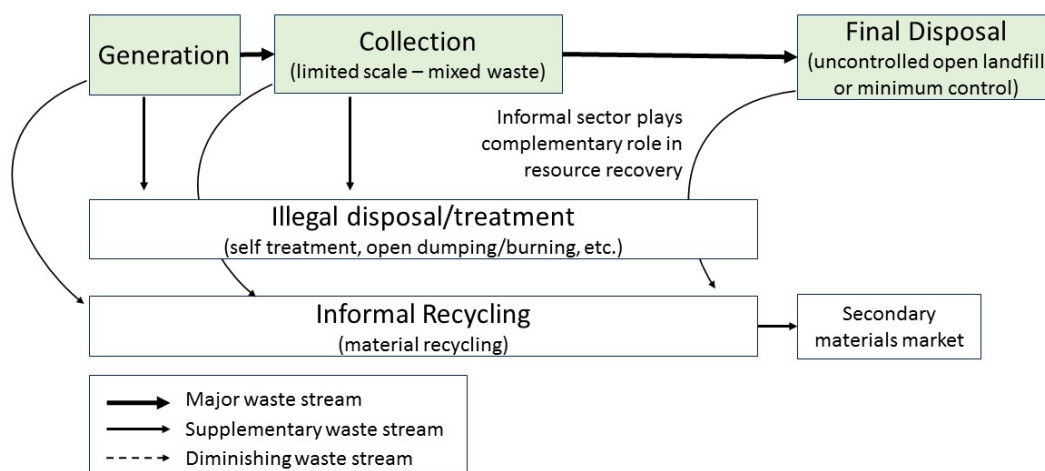 Generation
Collection
(limited scale – mixed waste)
Final Disposal
(uncontrolled open landfill
or minimum control)
Informal sector plays
complementary role in
resource recovery
Illegal disposal/treatment
(self treatment, open dumping/burning, etc.)
Informal Recycling
(material recycling)
Secondary
materials market
Major waste stream
Supplementary waste stream
Diminishing waste stream